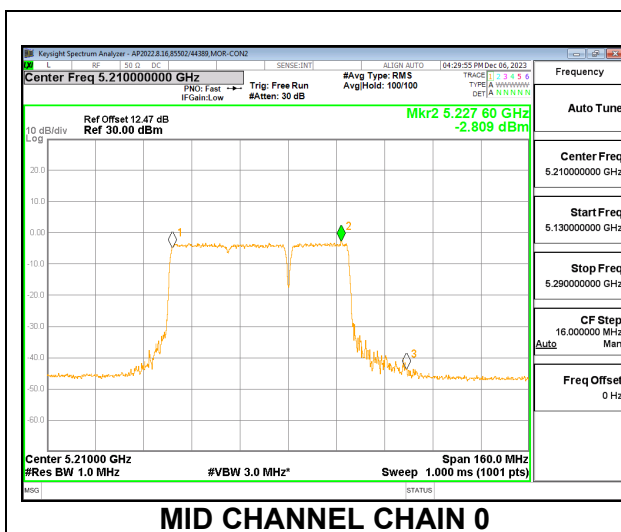 Keysight Spectrum Analyzer - AP2022.8.16,85502/44389,MOR-CON2
LXI L RF 50 Ω DC SENSE:INT ALIGN AUTO 04:29:55 PM Dec 06, 2023
Center Freq 5.210000000 GHz
PNO: Fast
IFGain:Low
Trig: Free Run
#Atten: 30 dB
#Avg Type: RMS
Avg|Hold: 100/100
TRACE 1 2 3 4 5 6
TYPE A WWWWW
DET A N N N N N
Ref Offset 12.47 dB
Ref 30.00 dBm
10 dB/div
Log
Mkr2 5.227 60 GHz
-2.809 dBm
20.0
10.0
0.00
-10.0
-20.0
-30.0
-40.0
-50.0
-60.0
1
2
3
Center 5.21000 GHz
Span 160.0 MHz
#Res BW 1.0 MHz
#VBW 3.0 MHz*
Sweep 1.000 ms (1001 pts)
MSG
STATUS
Frequency
Auto Tune
Center Freq
5.210000000 GHz
Start Freq
5.130000000 GHz
Stop Freq
5.290000000 GHz
CF Step
16.000000 MHz
Auto Man
Freq Offset
0 Hz
MID CHANNEL CHAIN 0